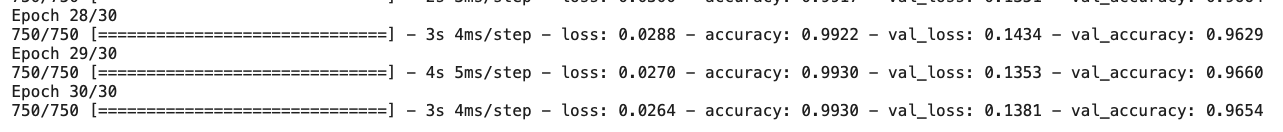 Epoch 28/30
750/750 [==============================] - 3s 4ms/step - loss: 0.0288 - accuracy: 0.9922 - val_loss: 0.1434 - val_accuracy: 0.9629
Epoch 29/30
750/750 [==============================] - 4s 5ms/step - loss: 0.0270 - accuracy: 0.9930 - val_loss: 0.1353 - val_accuracy: 0.9660
Epoch 30/30
750/750 [==============================] - 3s 4ms/step - loss: 0.0264 - accuracy: 0.9930 - val_loss: 0.1381 - val_accuracy: 0.9654